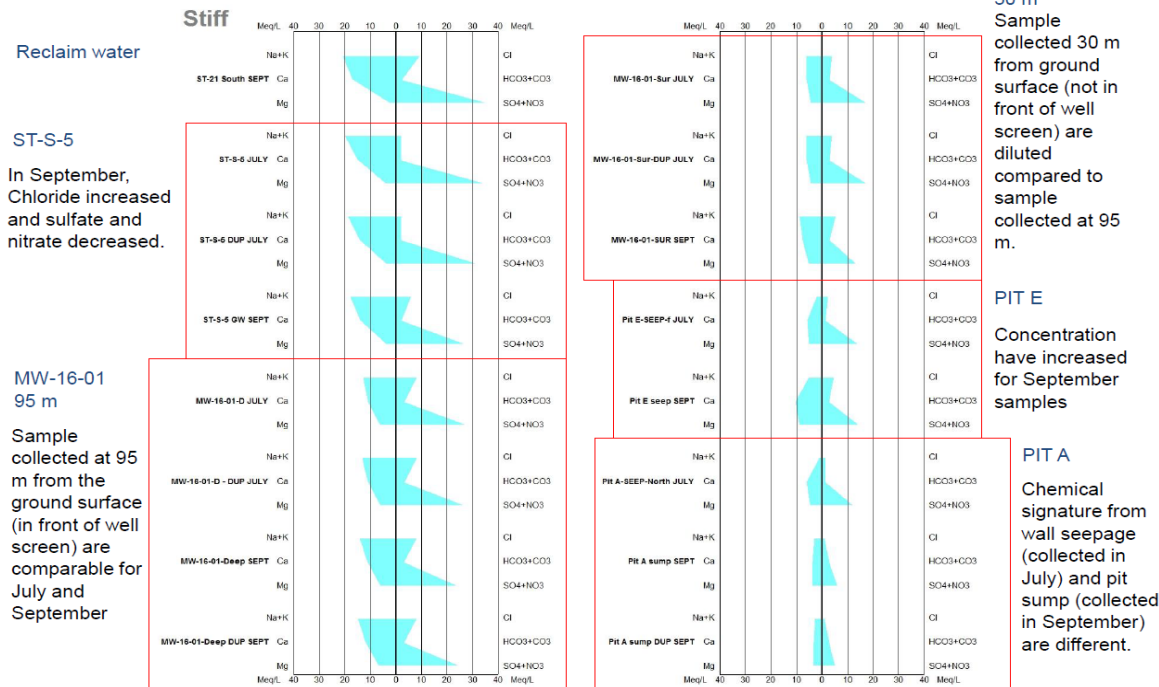 Stiff
Meq/L 40 30 20 10 0 10 20 30 40 Meq/L
Reclaim water
Na+K Cl
ST-21 South SEPT Ca HCO3+CO3
Mg SO4+NO3
ST-S-5
In September,
Chloride increased
and sulfate and
nitrate decreased.
Na+K Cl
ST-S-5 JULY Ca HCO3+CO3
Mg SO4+NO3
Na+K Cl
ST-S-5 DUP JULY Ca HCO3+CO3
Mg SO4+NO3
Na+K Cl
ST-S-5 GW SEPT Ca HCO3+CO3
Mg SO4+NO3
MW-16-01
95 m
Sample
collected at 95
m from the
ground surface
(in front of well
screen) are
comparable for
July and
September
Na+K Cl
MW-16-01-D JULY Ca HCO3+CO3
Mg SO4+NO3
Na+K Cl
MW-16-01-D - DUP JULY Ca HCO3+CO3
Mg SO4+NO3
Na+K Cl
MW-16-01-Deep SEPT Ca HCO3+CO3
Mg SO4+NO3
Na+K Cl
MW-16-01-Deep DUP SEPT Ca HCO3+CO3
Mg SO4+NO3
Meq/L 40 30 20 10 0 10 20 30 40 Meq/L
Meq/L 40 30 20 10 0 10 20 30 40 Meq/L
Na+K Cl
MW-16-01-Sur JULY Ca HCO3+CO3
Mg SO4+NO3
Na+K Cl
MW-16-01-Sur-DUP JULY Ca HCO3+CO3
Mg SO4+NO3
Na+K Cl
MW-16-01-SUR SEPT Ca HCO3+CO3
Mg SO4+NO3
30 m
Sample
collected 30 m
from ground
surface (not in
front of well
screen) are
diluted
compared to
sample
collected at 95
m.
Na+K Cl
Pit E-SEEP-f JULY Ca HCO3+CO3
Mg SO4+NO3
Na+K Cl
Pit E seep SEPT Ca HCO3+CO3
Mg SO4+NO3
PIT E
Concentration
have increased
for September
samples
Na+K Cl
Pit A-SEEP-North JULY Ca HCO3+CO3
Mg SO4+NO3
Na+K Cl
Pit A sump SEPT Ca HCO3+CO3
Mg SO4+NO3
Na+K Cl
Pit A sump DUP SEPT Ca HCO3+CO3
Mg SO4+NO3
Meq/L 40 30 20 10 0 10 20 30 40 Meq/L
PIT A
Chemical
signature from
wall seepage
(collected in
July) and pit
sump (collected
in September)
are different.